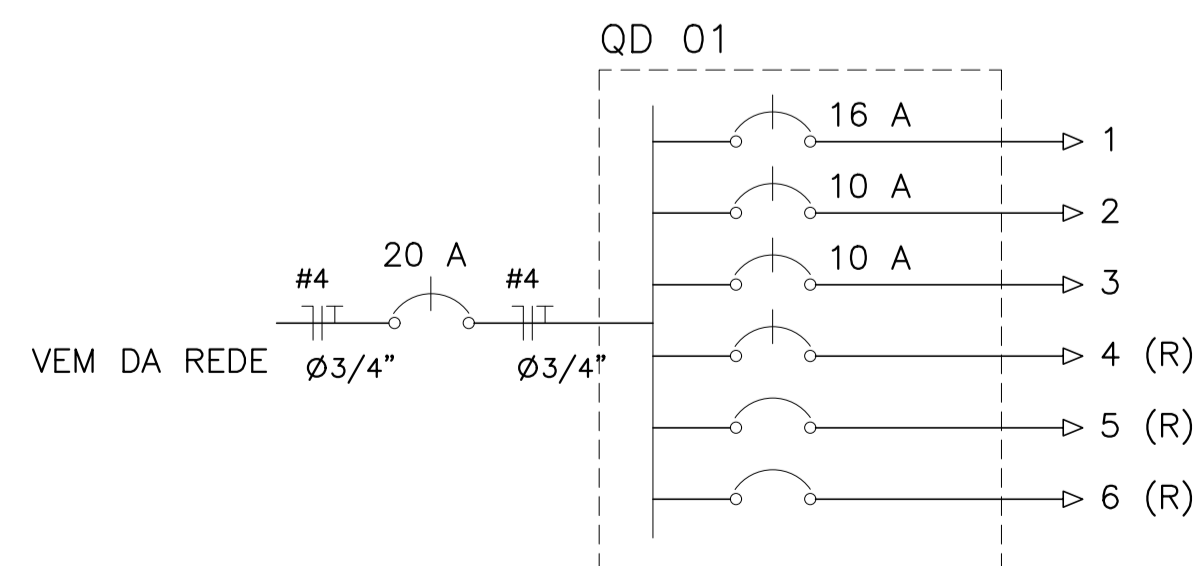 QD 01
16 A
1
10 A
2
10 A
3
20 A
#4
#4
VEM DA REDE
Ø3/4"
Ø3/4"
4 (R)
5 (R)
6 (R)